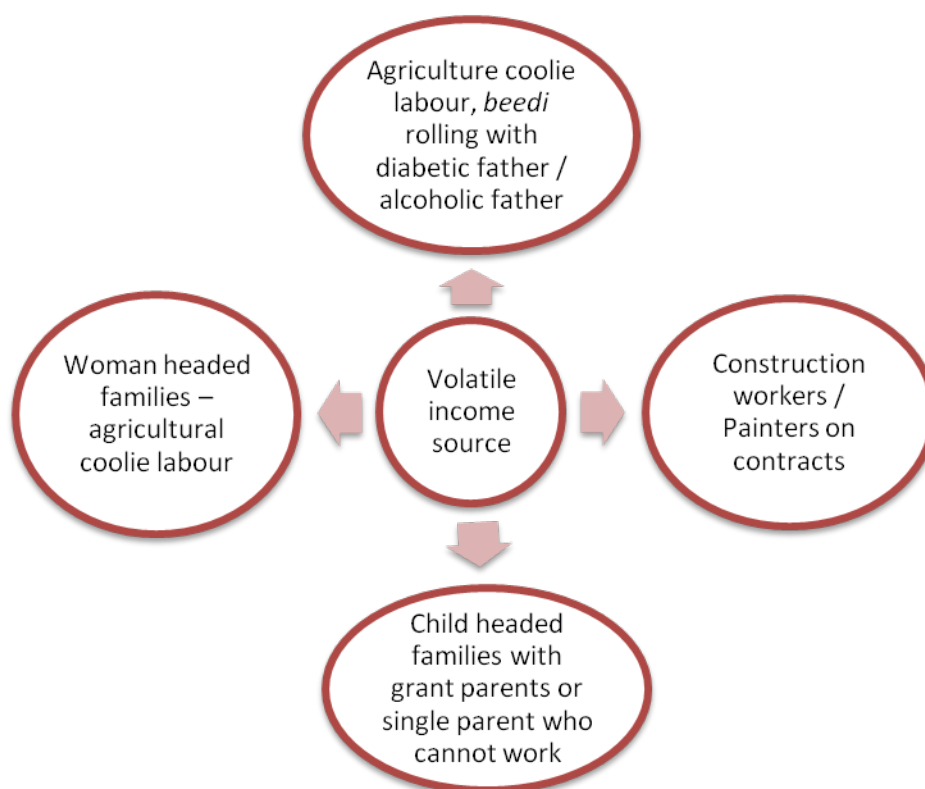 Agriculture coolie
labour, beedi
rolling with
diabetic father /
alcoholic father
Woman headed
families –
agricultural
coolie labour
Volatile
income
source
Construction
workers /
Painters on
contracts
Child headed
families with
grant parents or
single parent who
cannot work